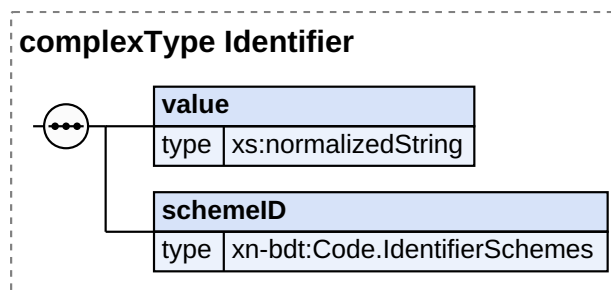 complexType Identifier
value
type xs:normalizedString
schemeID
type xn-bdt:Code.IdentifierSchemes